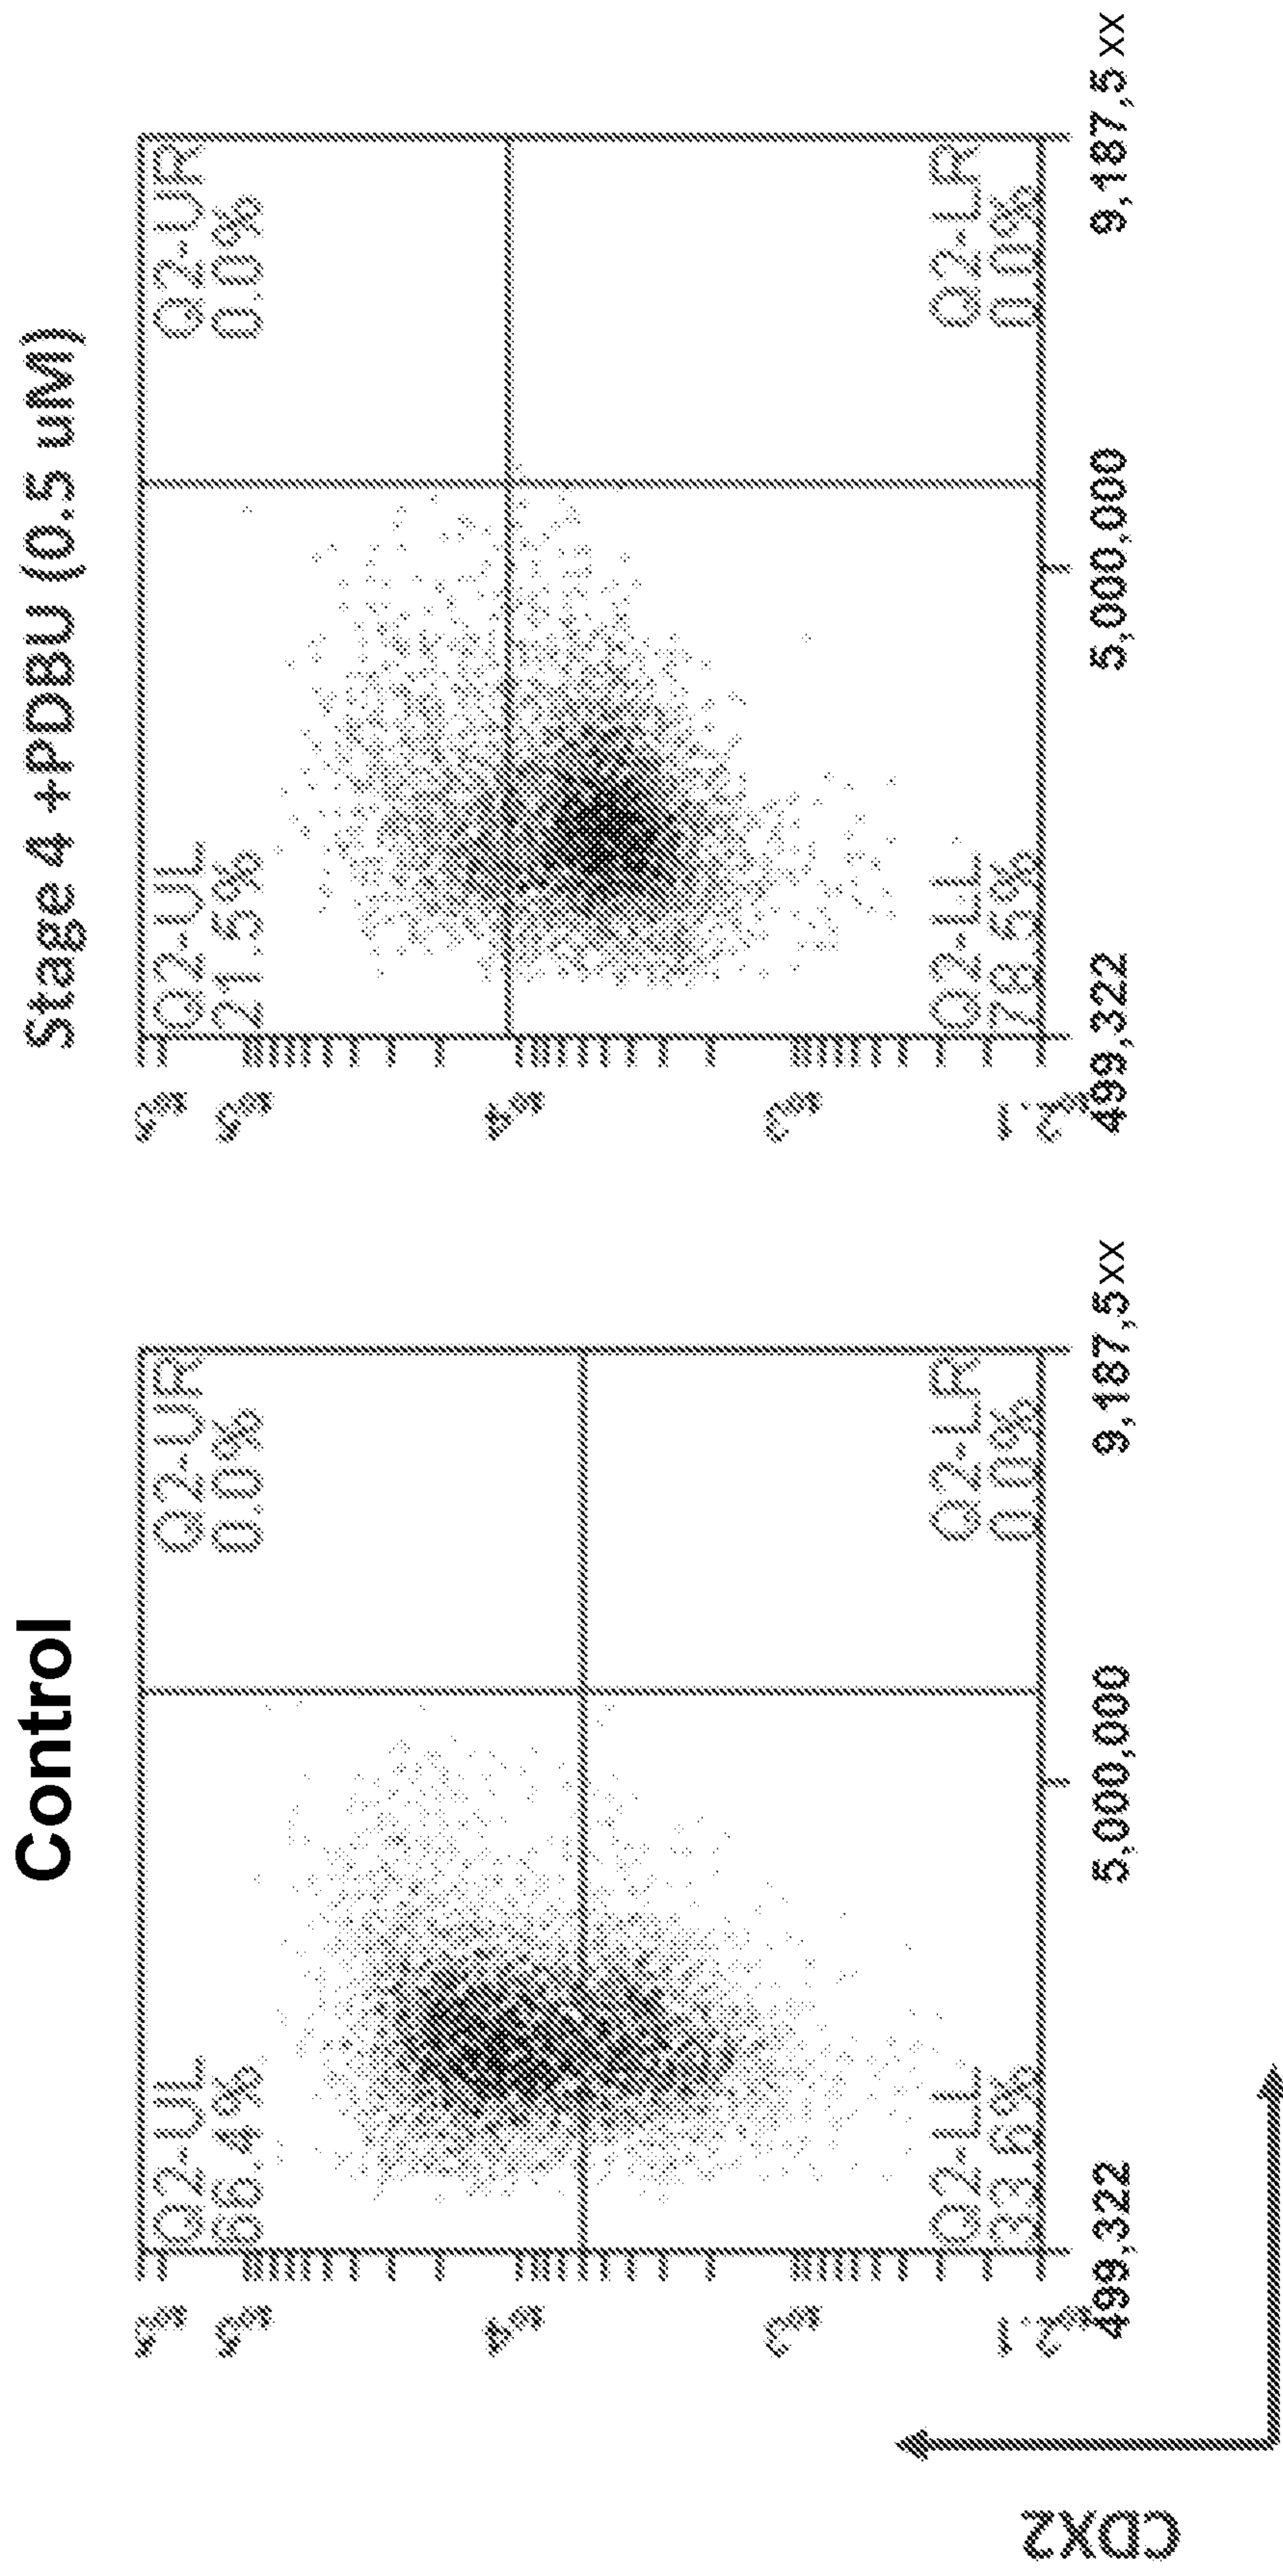 Control
Stage 4 +PDBU (0.5 uM)
Q2-UL
66.4%
Q2-UR
0.0%
Q2-LL
33.6%
Q2-LR
0.0%
499,322
5,000,000
9,187,5xx
Q2-UL
21.5%
Q2-UR
0.0%
Q2-LL
78.5%
Q2-LR
0.0%
499,322
5,000,000
9,187,5xx
CDX2